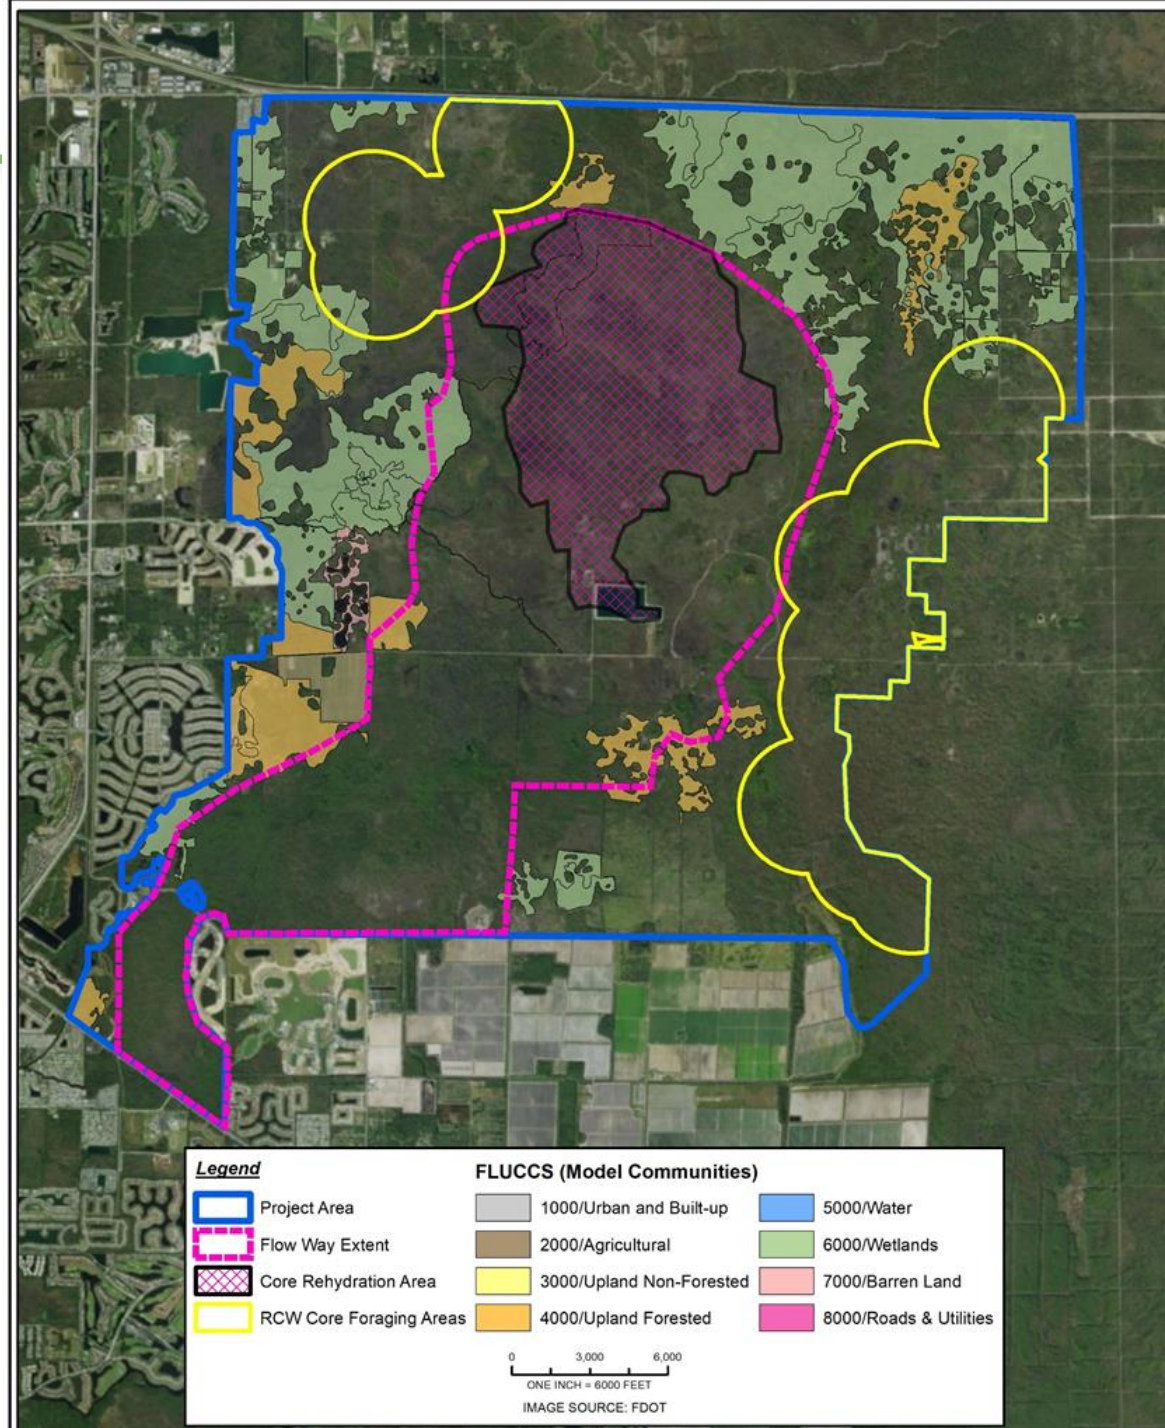 Legend
Project Area
Flow Way Extent
Core Rehydration Area
RCW Core Foraging Areas
FLUCCS (Model Communities)
1000/Urban and Built-up
2000/Agricultural
3000/Upland Non-Forested
4000/Upland Forested
5000/Water
6000/Wetlands
7000/Barren Land
8000/Roads & Utilities
0 3,000 6,000
ONE INCH = 6000 FEET
IMAGE SOURCE: FDOT